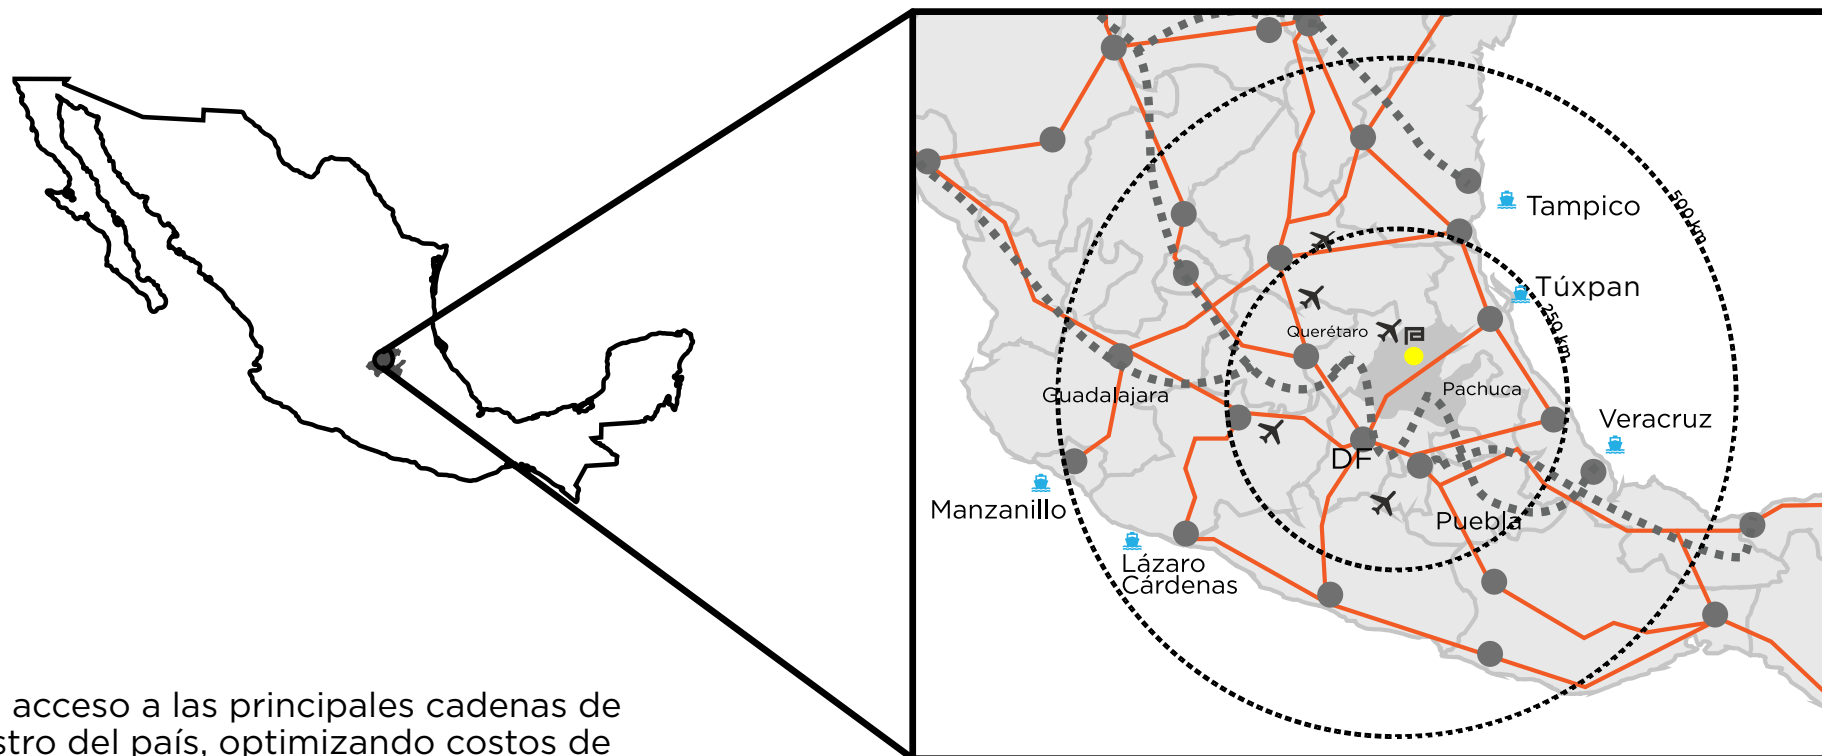 500 km
Tampico
Túxpan
250 km
Querétaro
Pachuca
Guadalajara
Veracruz
DF
Manzanillo
Puebla
Lázaro
Cárdenas
acceso a las principales cadenas de
stro del país, optimizando costos de